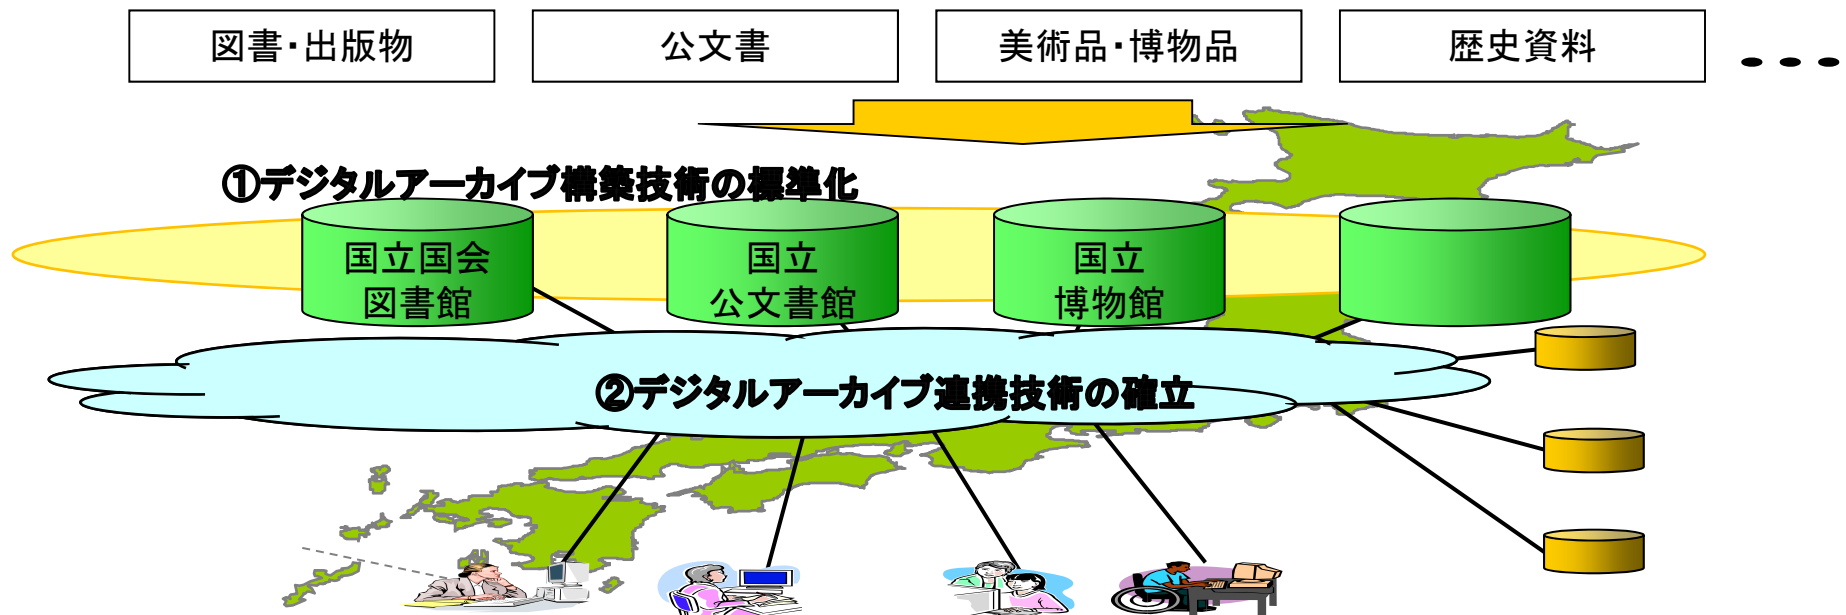 図書・出版物
公文書
美術品・博物品
歴史資料
・・・
①デジタルアーカイブ構築技術の標準化
国立国会
図書館
国立
公文書館
国立
博物館
②デジタルアーカイブ連携技術の確立